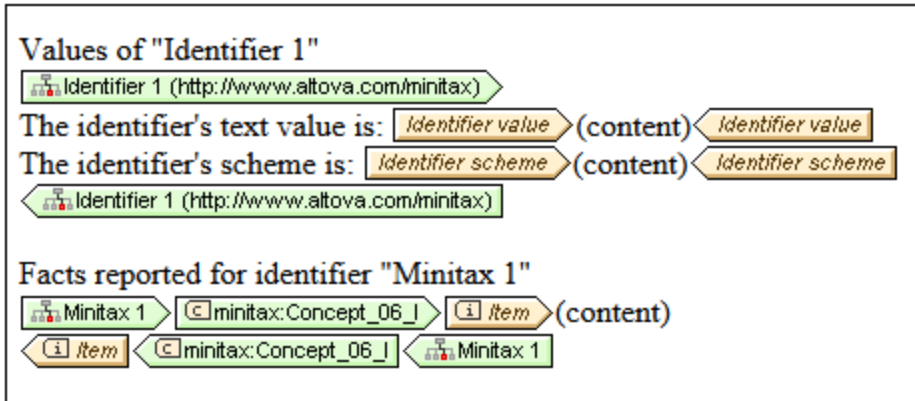 Values of "Identifier 1"
Identifier 1 (http://www.altova.com/minitax)
The identifier's text value is: Identifier value (content) Identifier value
The identifier's scheme is: Identifier scheme (content) Identifier scheme
Identifier 1 (http://www.altova.com/minitax)
Facts reported for identifier "Minitax 1"
Minitax 1 C minitax:Concept_06_I i Item (content)
i Item C minitax:Concept_06_I Minitax 1